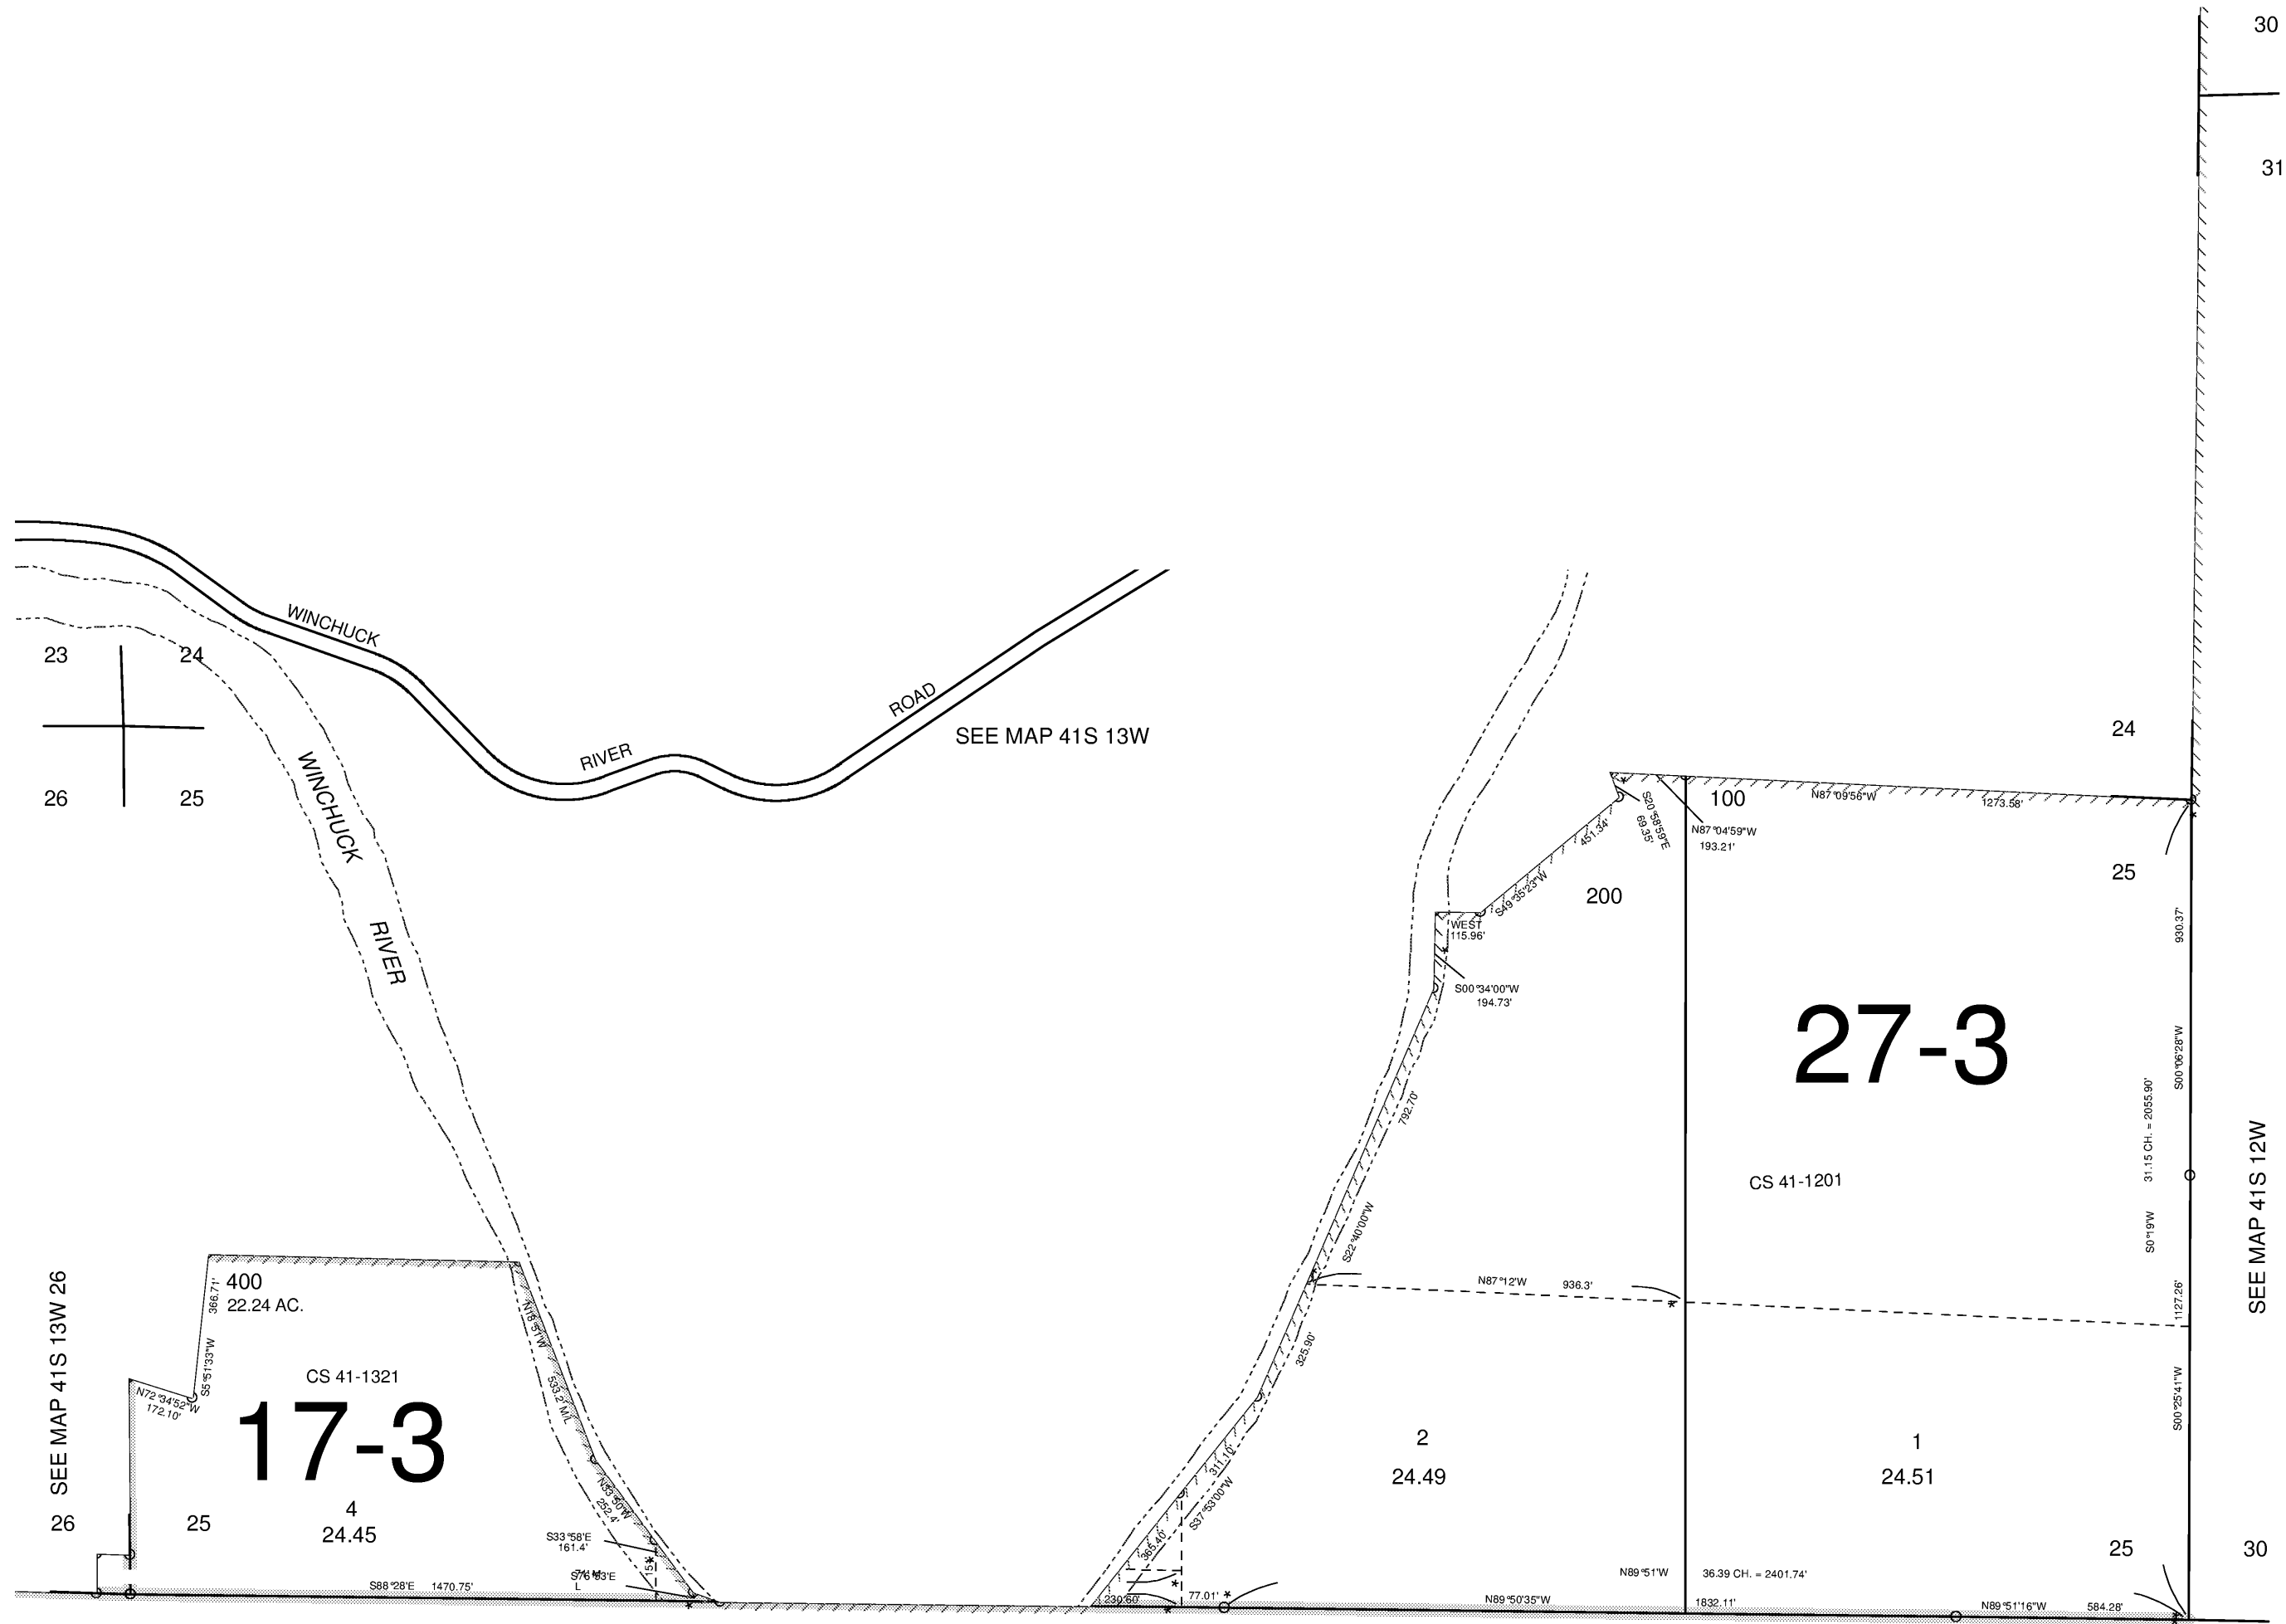 30
31
WINCHUCK
23
24
ROAD
SEE MAP 41S 13W
RIVER
24
26
25
WINCHUCK
RIVER
100
N87°09'56"W
1273.58'
S20°58'59"E
69.35'
N87°04'59"W
193.21'
451.34'
S49°35'23"W
25
200
WEST
115.96'
930.37'
S00°34'00"W
194.73'
27-3
S00°06'28"W
792.70'
31.15 CH. = 2055.90'
S0°19'W
CS 41-1201
SEE MAP 41S 12W
S22°40'00"W
SEE MAP 41S 13W 26
400
22.24 AC.
366.71'
S5°51'33"W
N87°12'W
936.3'
1127.26'
N18°51'W
533.2' M/L
325.90'
CS 41-1321
N72°34'52"W
172.10'
17-3
S00°25'41"W
2
24.49
1
24.51
311.10'
S37°53'00"W
N33°50'W
252.4'
4
24.45
26
25
S33°58'E
161.4'
365.40'
25
30
S88°28'E
1470.75'
S76°53'E
230.60'
77.01'
N89°51'W
36.39 CH. = 2401.74'
N89°50'35"W
1832.11'
N89°51'16"W
584.28'